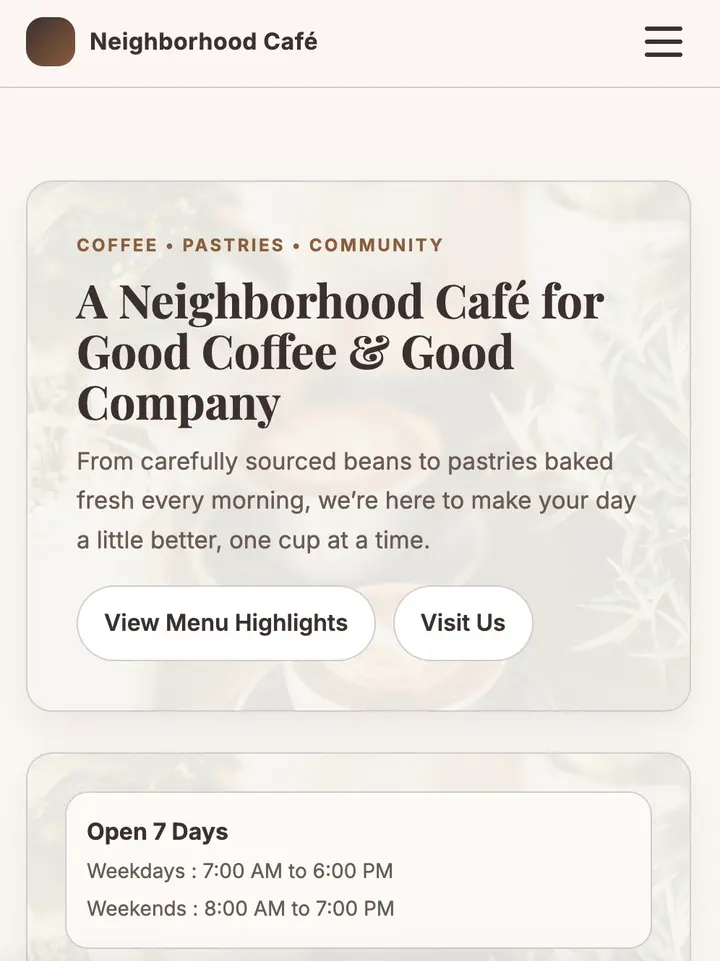 Neighborhood Café
COFFEE • PASTRIES • COMMUNITY
A Neighborhood Café for
Good Coffee & Good
Company
From carefully sourced beans to pastries baked
fresh every morning, we’re here to make your day
a little better, one cup at a time.
View Menu Highlights
Visit Us
Open 7 Days
Weekdays : 7:00 AM to 6:00 PM
Weekends : 8:00 AM to 7:00 PM